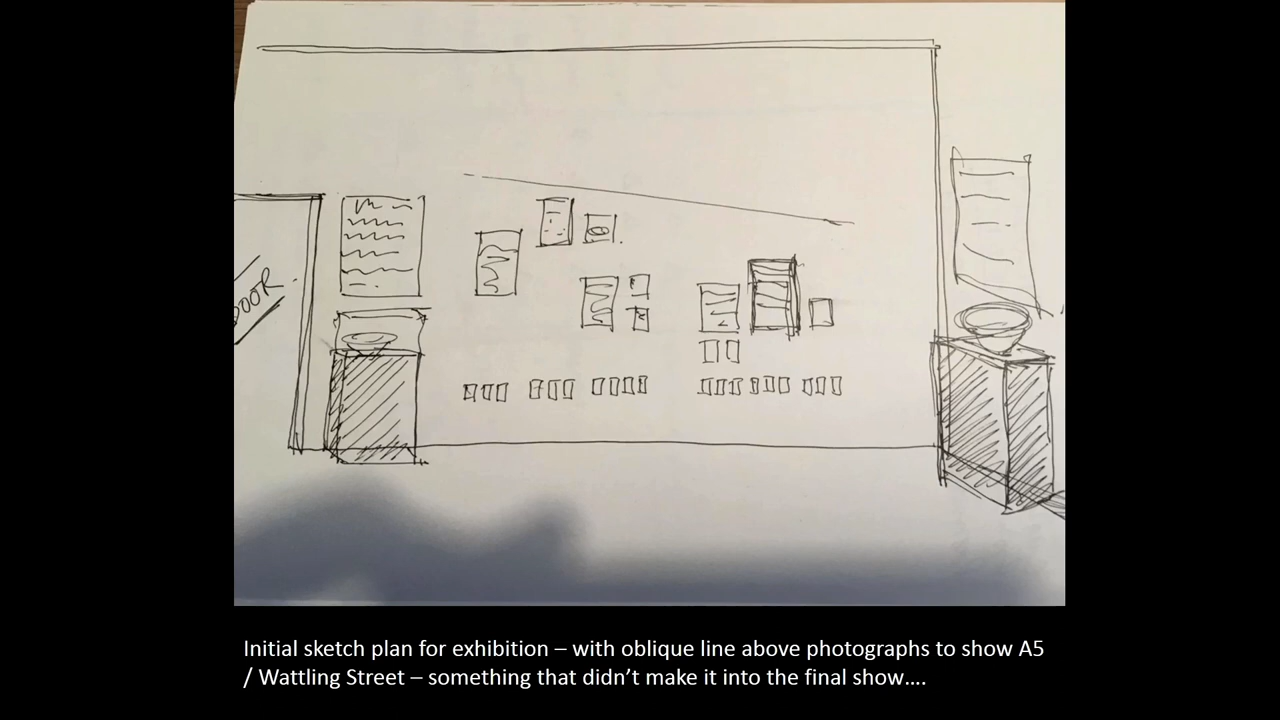 DOOR
Initial sketch plan for exhibition – with oblique line above photographs to show A5
/ Wattling Street – something that didn’t make it into the final show….